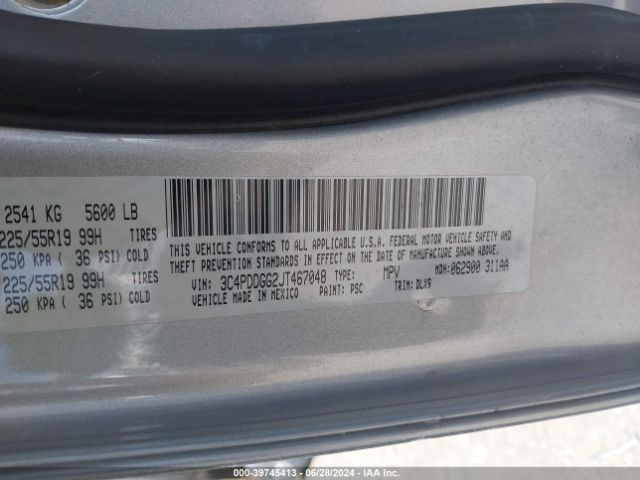 2541 KG 5600 LB
225/55R19 99H TIRES
250 KPA ( 36 PSI) COLD
225/55R19 99H TIRES
250 KPA ( 36 PSI) COLD
THIS VEHICLE CONFORMS TO ALL APPLICABLE U.S.A. FEDERAL MOTOR VEHICLE SAFETY AND
THEFT PREVENTION STANDARDS IN EFFECT ON THE DATE OF MANUFACTURE SHOWN ABOVE.
VIN: 3C4PDDGG2JT467048 TYPE: MPV MDH:062900 311AA
MADE IN MEXICO PAINT: PSC TRIM: DLX9
000-39745413 - 06/28/2024 - IAA Inc.